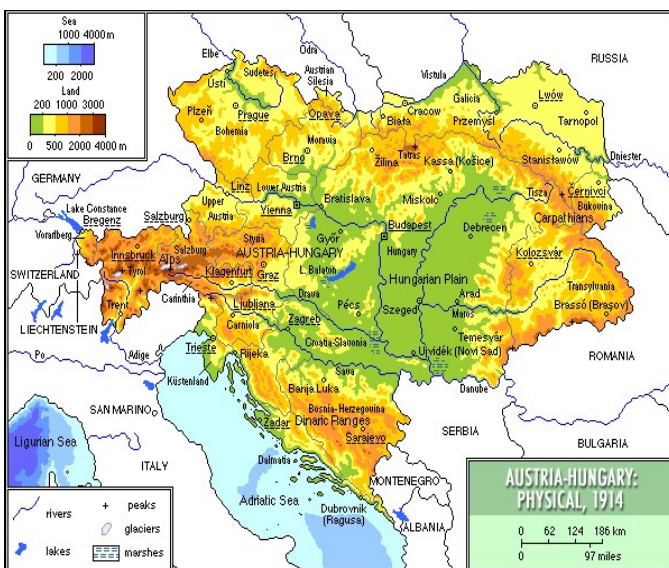 Sea
1000 4000 m
200 2000
Land
200 1000 3000
0 500 2000 4000 m
Elbe
Odra
Austrian
Silesia
Vistula
RUSSIA
Ústí
Sudetes
Plzeň
Prague
Bohemia
Opava
Moravia
Cracow
Biała
Galicia
Przemyśl
Lwów
Tarnopol
Brno
Žilina
Tatras
Kassa (Košice)
Stanisławów
Dniester
GERMANY
Linz
Lower Austria
Bratislava
Miskolc
Tisza
Černivci
Bukovina
Carpathians
Lake Constance
Bregenz
Salzburg
Upper
Austria
Vienna
Budapest
Debrecen
Vorarlberg
Innsbruck
Salzburg
Styria
AUSTRIA-HUNGARY
Győr
Hungary
Kolozsvár
Tyrol
Alps
Klagenfurt
Graz
L. Balaton
Hungarian Plain
Transylvania
SWITZERLAND
Trent
Carinthia
Ljubljana
Drava
Pécs
Szeged
Arad
Maros
Brassó (Brașov)
LIECHTENSTEIN
Carniola
Zagreb
Temesvár
Po
Adige
Trieste
Rijeka
Croatia-Slavonia
Ujvidék (Novi Sad)
ROMANIA
Küstenland
Sava
Danube
Banja Luka
SAN MARINO
Bosnia-Herzegovina
SERBIA
Ligurian Sea
Zadar
Dinaric Ranges
Sarajevo
BULGARIA
ITALY
Dalmatia
MONTENEGRO
Adriatic Sea
Dubrovnik
(Ragusa)
ALBANIA
rivers
peaks
glaciers
lakes
marshes
AUSTRIA-HUNGARY:
PHYSICAL, 1914
0 62 124 186 km
0 97 miles